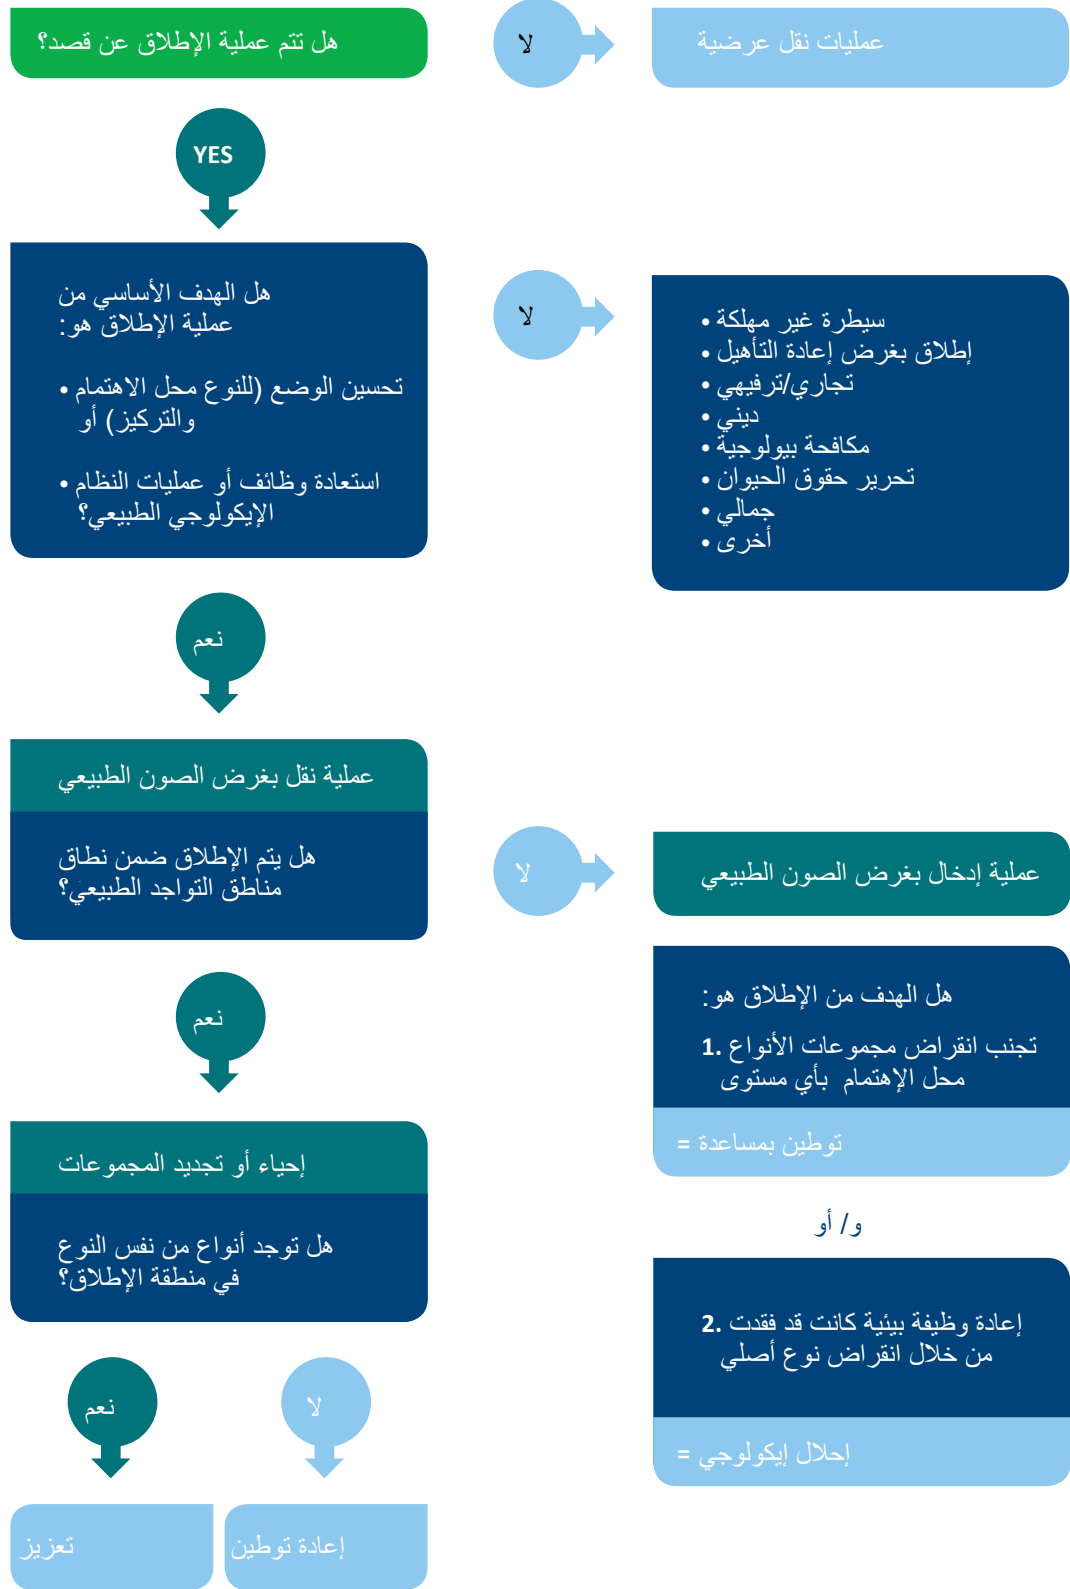 هل تتم عملية الإطلاق عن قصد؟
لا
عمليات نقل عرضية
YES
هل الهدف الأساسي من
عملية الإطلاق هو:
• تحسين الوضع (للنوع محل الاهتمام
والتركيز) أو
• استعادة وظائف أو عمليات النظام
الإيكولوجي الطبيعي؟
لا
• سيطرة غير مهلكة
• إطلاق بغرض إعادة التأهيل
• تجاري/ترفيهي
• ديني
• مكافحة بيولوجية
• تحرير حقوق الحيوان
• جمالي
• أخرى
نعم
عملية نقل بغرض الصون الطبيعي
هل يتم الإطلاق ضمن نطاق
مناطق التواجد الطبيعي؟
لا
عملية إدخال بغرض الصون الطبيعي
هل الهدف من الإطلاق هو:
1. تجنب انقراض مجموعات الأنواع
محل الإهتمام بأي مستوى
= توطين بمساعدة
و/ أو
2. إعادة وظيفة بيئية كانت قد فقدت
من خلال انقراض نوع أصلي
= إحلال إيكولوجي
نعم
إحياء أو تجديد المجموعات
هل توجد أنواع من نفس النوع
في منطقة الإطلاق؟
نعم
لا
تعزيز
إعادة توطين